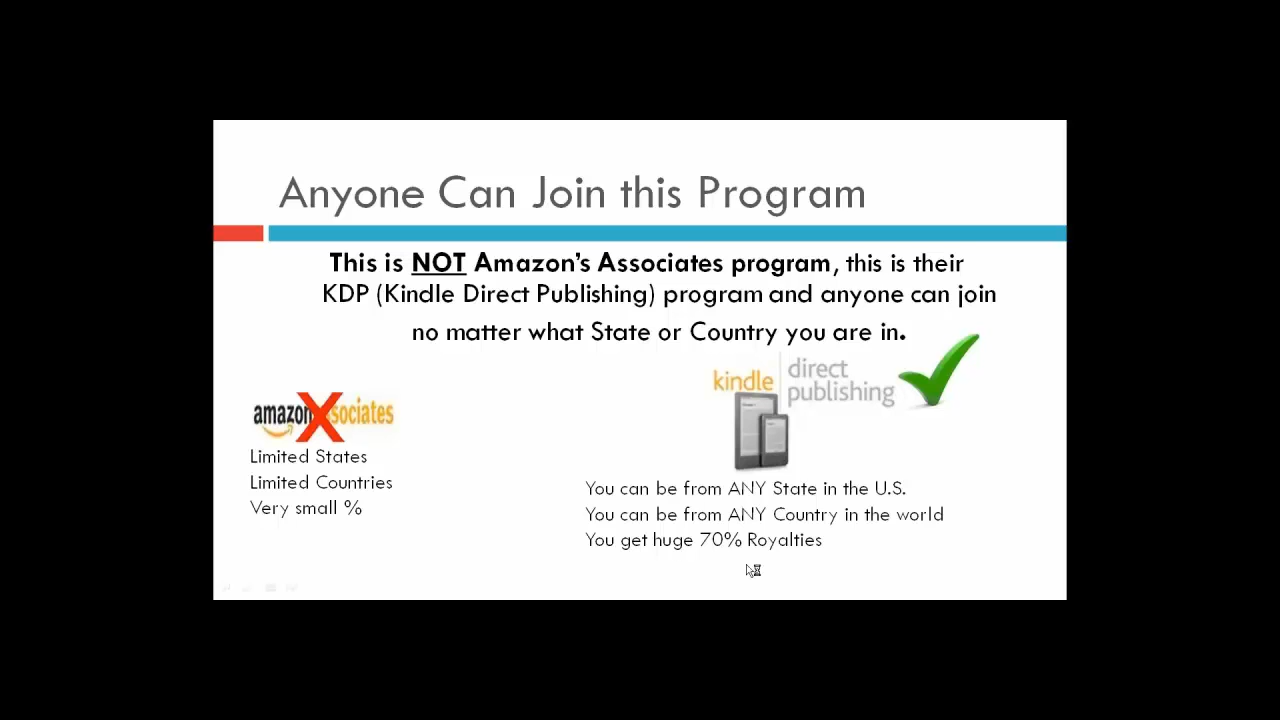 Anyone Can Join this Program
This is NOT Amazon's Associates program, this is their
KDP (Kindle Direct Publishing) program and anyone can join
no matter what State or Country you are in.
amazon sociates
Limited States
Limited Countries
Very small %
kindle direct publishing
You can be from ANY State in the U.S.
You can be from ANY Country in the world
You get huge 70% Royalties